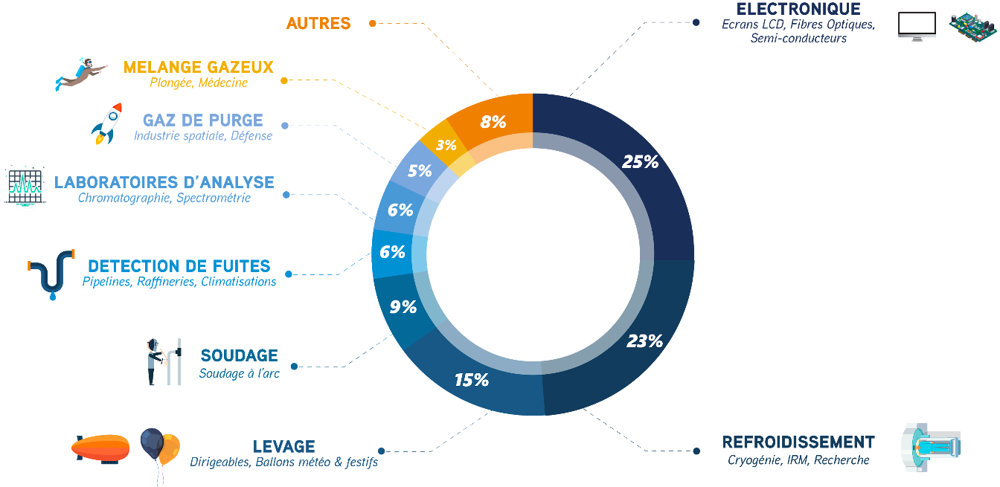 AUTRES
ELECTRONIQUE
Ecrans LCD, Fibres Optiques,
Semi-conducteurs
MELANGE GAZEUX
Plongée, Médecine
GAZ DE PURGE
Industrie spatiale, Défense
LABORATOIRES D'ANALYSE
Chromatographie, Spectrométrie
DETECTION DE FUITES
Pipelines, Raffineries, Climatisations
SOUDAGE
Soudage à l'arc
LEVAGE
Dirigeables, Ballons météo & festifs
REFROIDISSEMENT
Cryogénie, IRM, Recherche
8%
3%
25%
5%
6%
6%
9%
23%
15%